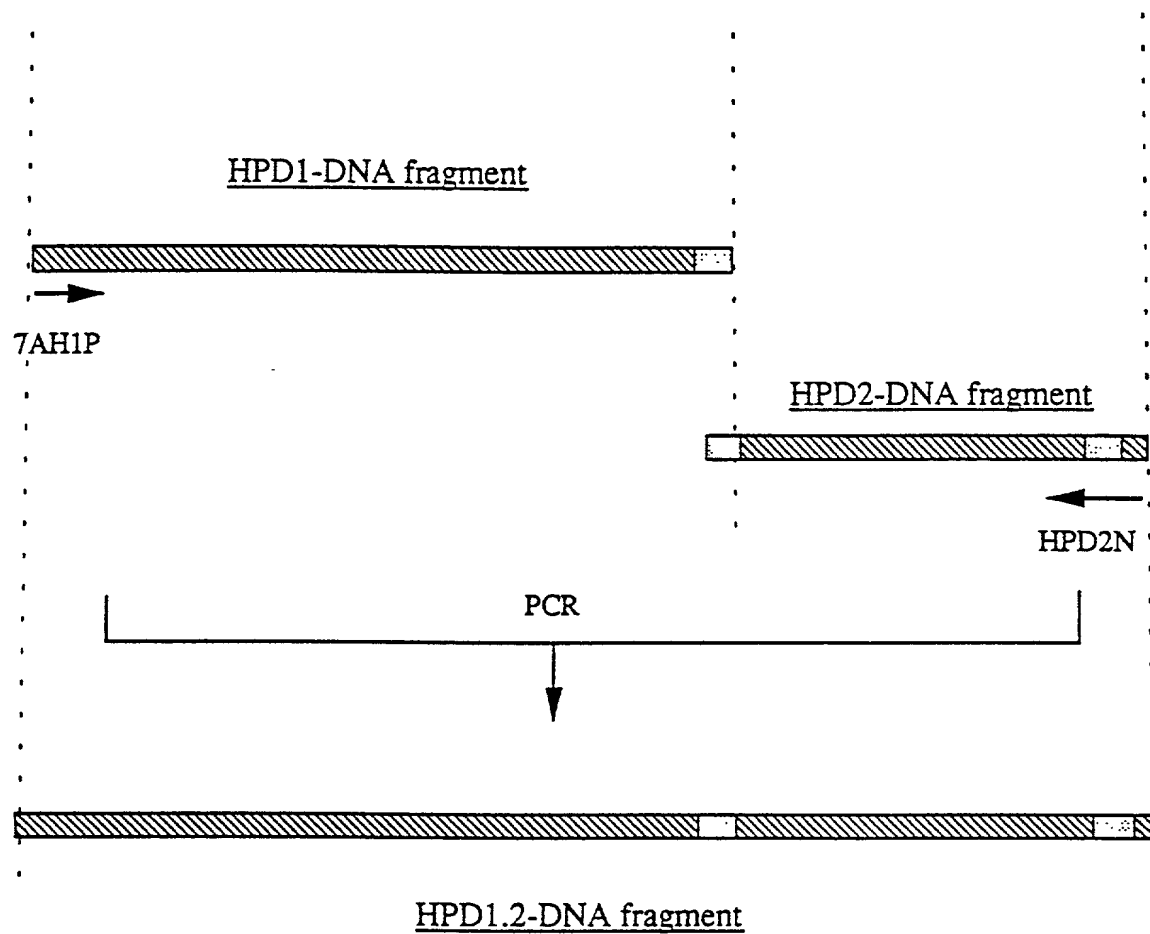 HPD1-DNA fragment
7AH1P
HPD2-DNA fragment
HPD2N
PCR
HPD1.2-DNA fragment